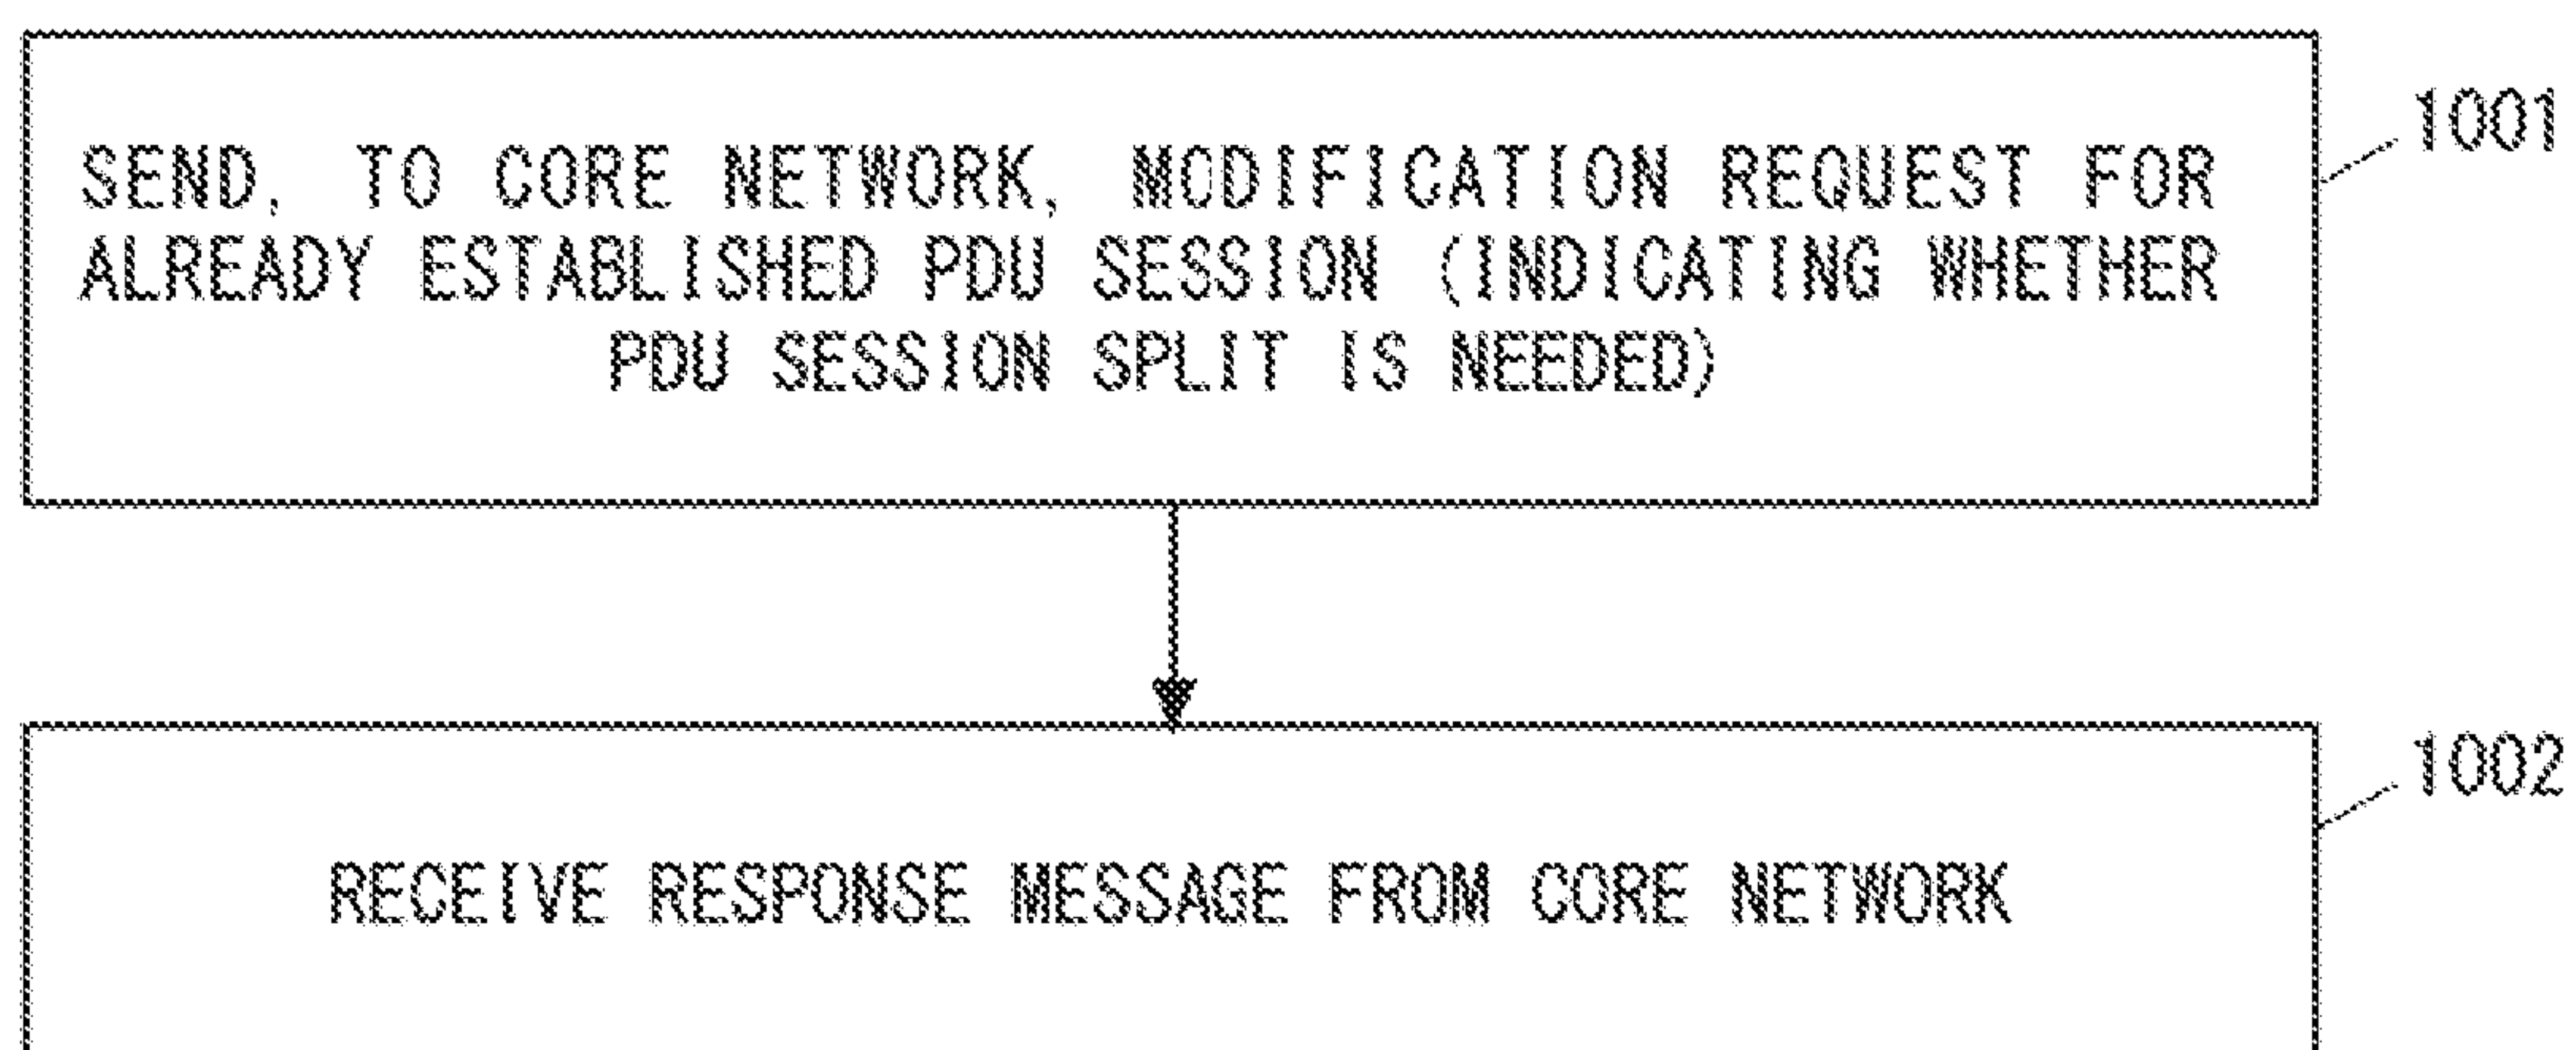 SEND, TO CORE NETWORK, MODIFICATION REQUEST FOR
ALREADY ESTABLISHED PDU SESSION (INDICATING WHETHER
PDU SESSION SPLIT IS NEEDED)
1001
RECEIVE RESPONSE MESSAGE FROM CORE NETWORK
1002